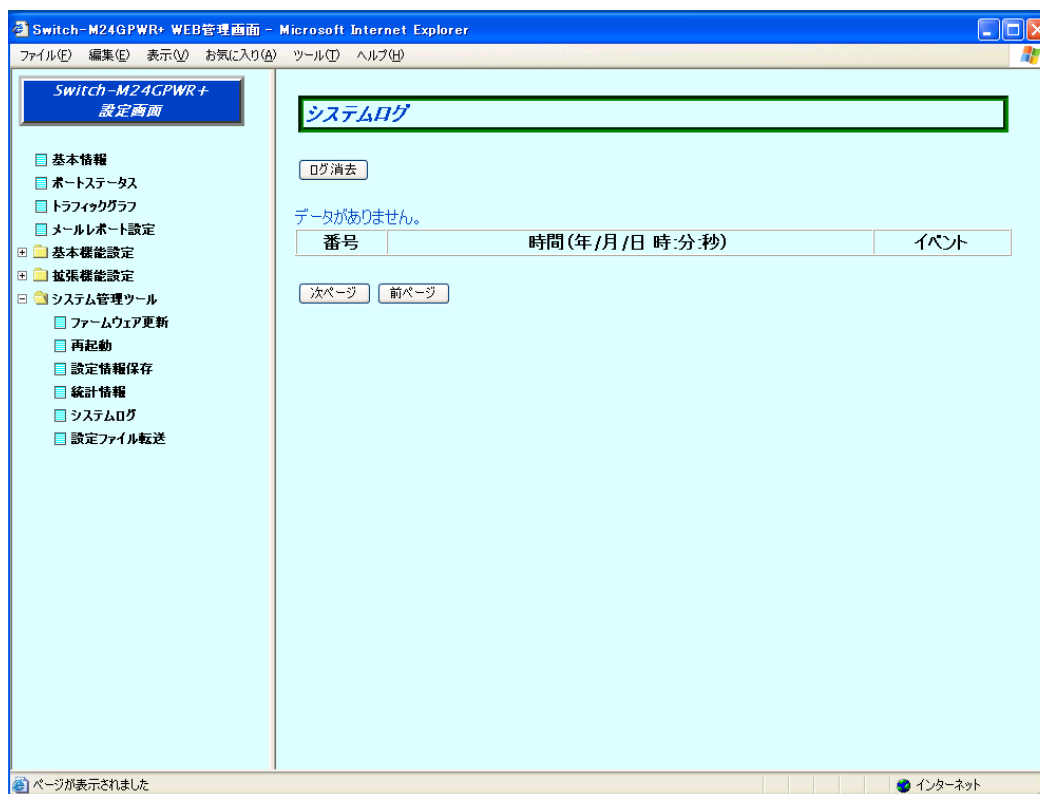 Switch-M24GPWR+ WEB管理画面 - Microsoft Internet Explorer
ファイル(F) 編集(E) 表示(V) お気に入り(A) ツール(T) ヘルプ(H)
Switch-M24GPWR+
設定画面
基本情報
ポートステータス
トラフィックグラフ
メールレポート設定
基本機能設定
拡張機能設定
システム管理ツール
ファームウェア更新
再起動
設定情報保存
統計情報
システムログ
設定ファイル転送
システムログ
ログ消去
データがありません。
番号 時間(年/月/日 時:分:秒) イベント
次ページ 前ページ
ページが表示されました インターネット